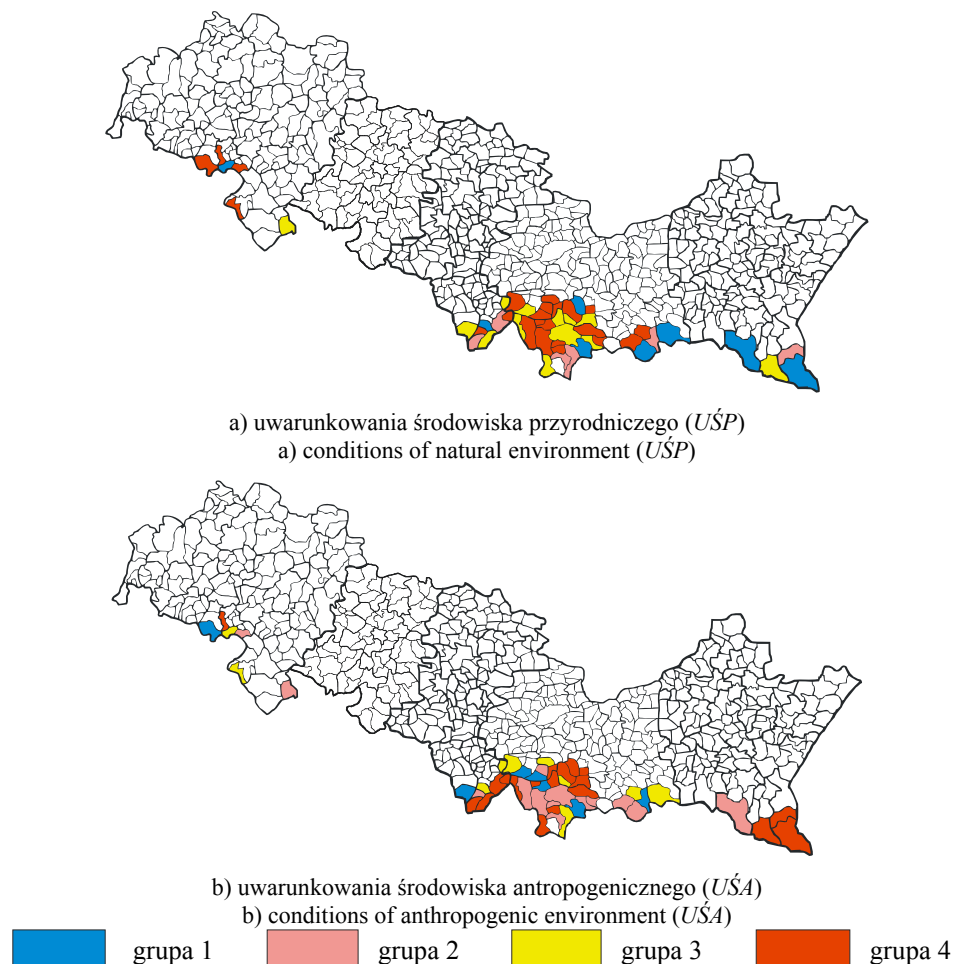 a) uwarunkowania środowiska przyrodniczego (UŚP)
a) conditions of natural environment (UŚP)
b) uwarunkowania środowiska antropogenicznego (UŚA)
b) conditions of anthropogenic environment (UŚA)
grupa 1 grupa 2 grupa 3 grupa 4